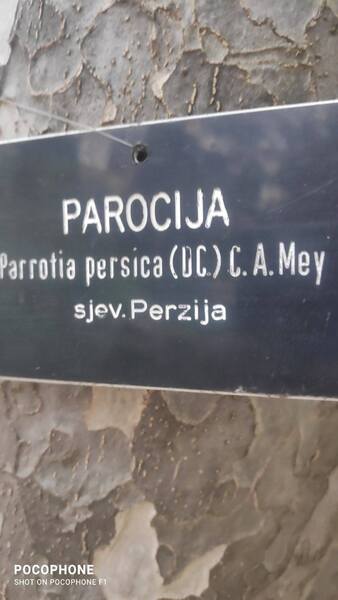 PAROCIJA
Parrotia persica (DC.) C. A. Mey
sjev. Perzija
POCOPHONE
SHOT ON POCOPHONE F1